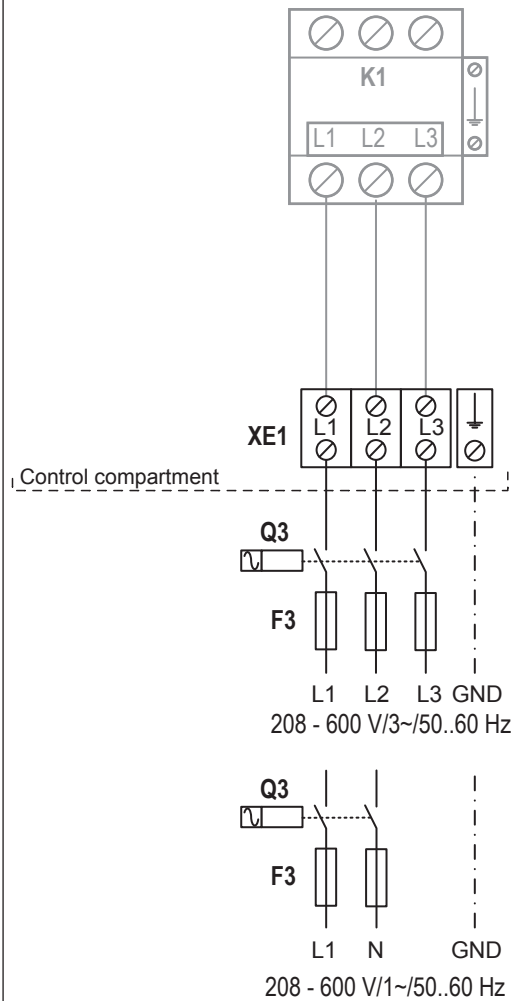 K1
L1 L2 L3
XE1
L1 L2 L3
Control compartment
Q3
F3
L1 L2 L3 GND
208 - 600 V/3~/50..60 Hz
Q3
F3
L1 N GND
208 - 600 V/1~/50..60 Hz